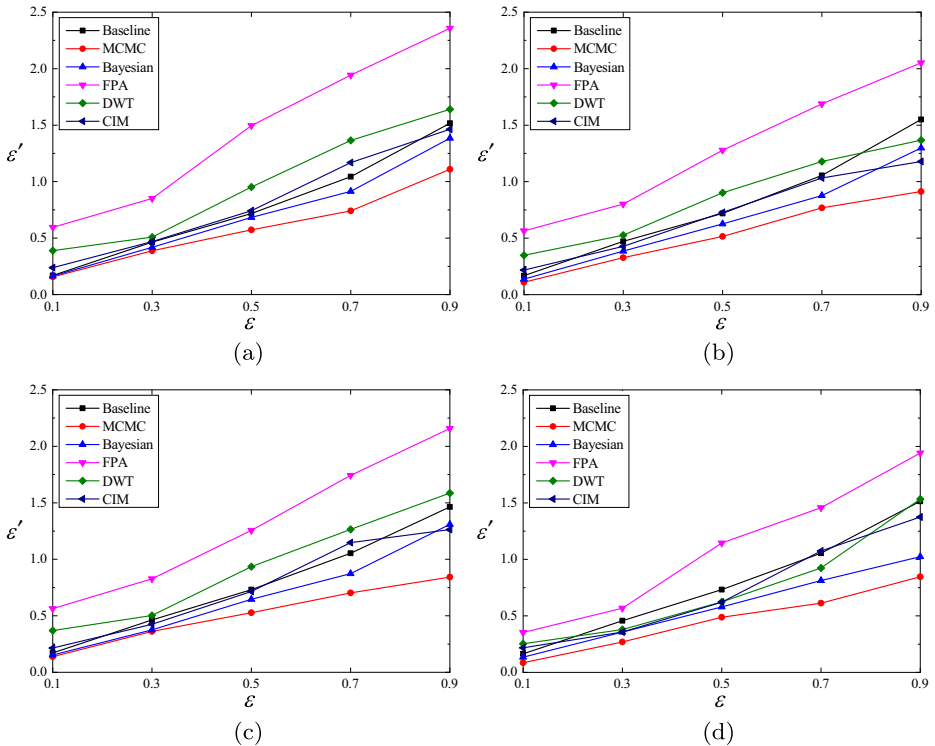 2.5
2.0
1.5
1.0
0.5
0.0
ε′
Baseline
MCMC
Bayesian
FPA
DWT
CIM
0.1 0.3 0.5 0.7 0.9
ε
(a)
2.5
2.0
1.5
1.0
0.5
0.0
ε′
Baseline
MCMC
Bayesian
FPA
DWT
CIM
0.1 0.3 0.5 0.7 0.9
ε
(b)
2.5
2.0
1.5
1.0
0.5
0.0
ε′
Baseline
MCMC
Bayesian
FPA
DWT
CIM
0.1 0.3 0.5 0.7 0.9
ε
(c)
2.5
2.0
1.5
1.0
0.5
0.0
ε′
Baseline
MCMC
Bayesian
FPA
DWT
CIM
0.1 0.3 0.5 0.7 0.9
ε
(d)